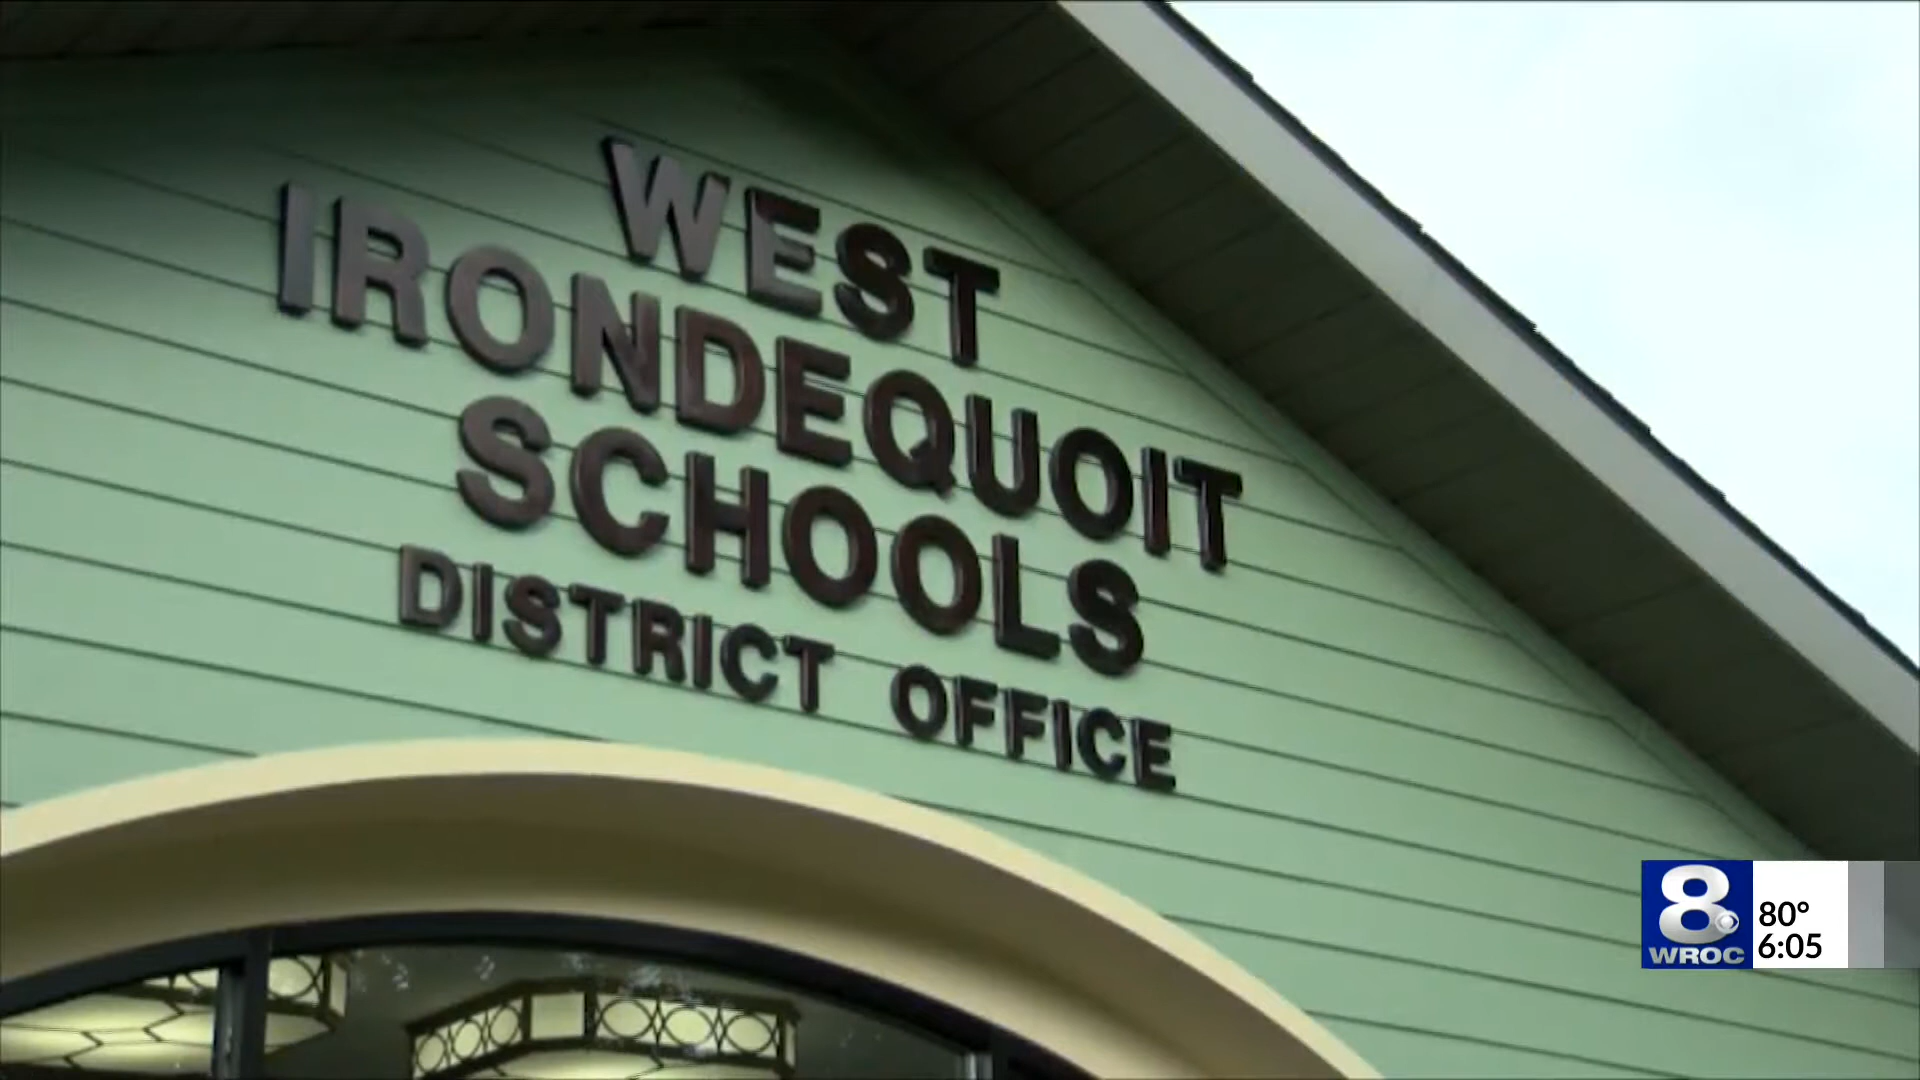 WEST
IRONDEQUOIT
SCHOOLS
DISTRICT OFFICE
8
WROC
80°
6:05